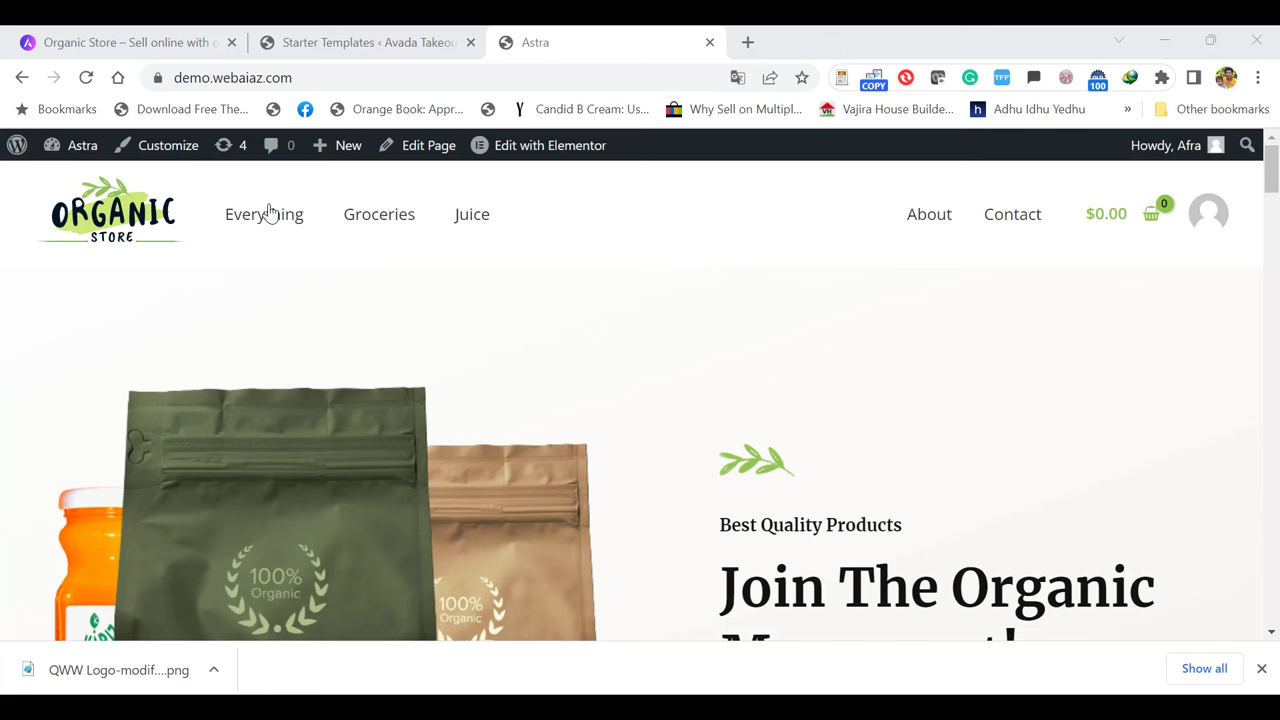 Organic Store – Sell online with c
Starter Templates ‹ Avada Takeou
Astra
demo.webaiaz.com
COPY
TFF
100
Bookmarks
Download Free The...
Orange Book: Appr...
Candid B Cream: Us...
Why Sell on Multipl...
Vajira House Builde...
Adhu Idhu Yedhu
»
Other bookmarks
Astra
Customize
4
0
New
Edit Page
Edit with Elementor
Howdy, Afra
ORGANIC
STORE
Everything
Groceries
Juice
About
Contact
$0.00
0
100%
Organic
100%
Organic
Best Quality Products
Join The Organic
QWW Logo-modif....png
Show all